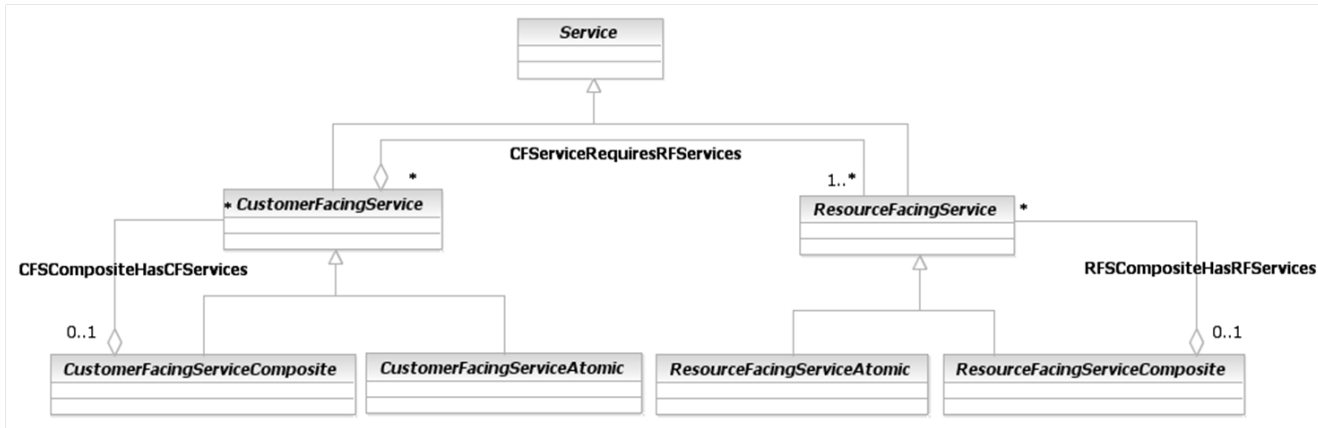 Service
CFServiceRequiresRFServices
*
1..*
* CustomerFacingService
ResourceFacingService
*
CFSCompositeHasCFServices
RFSCompositeHasRFServices
0..1
0..1
CustomerFacingServiceComposite
CustomerFacingServiceAtomic
ResourceFacingServiceAtomic
ResourceFacingServiceComposite